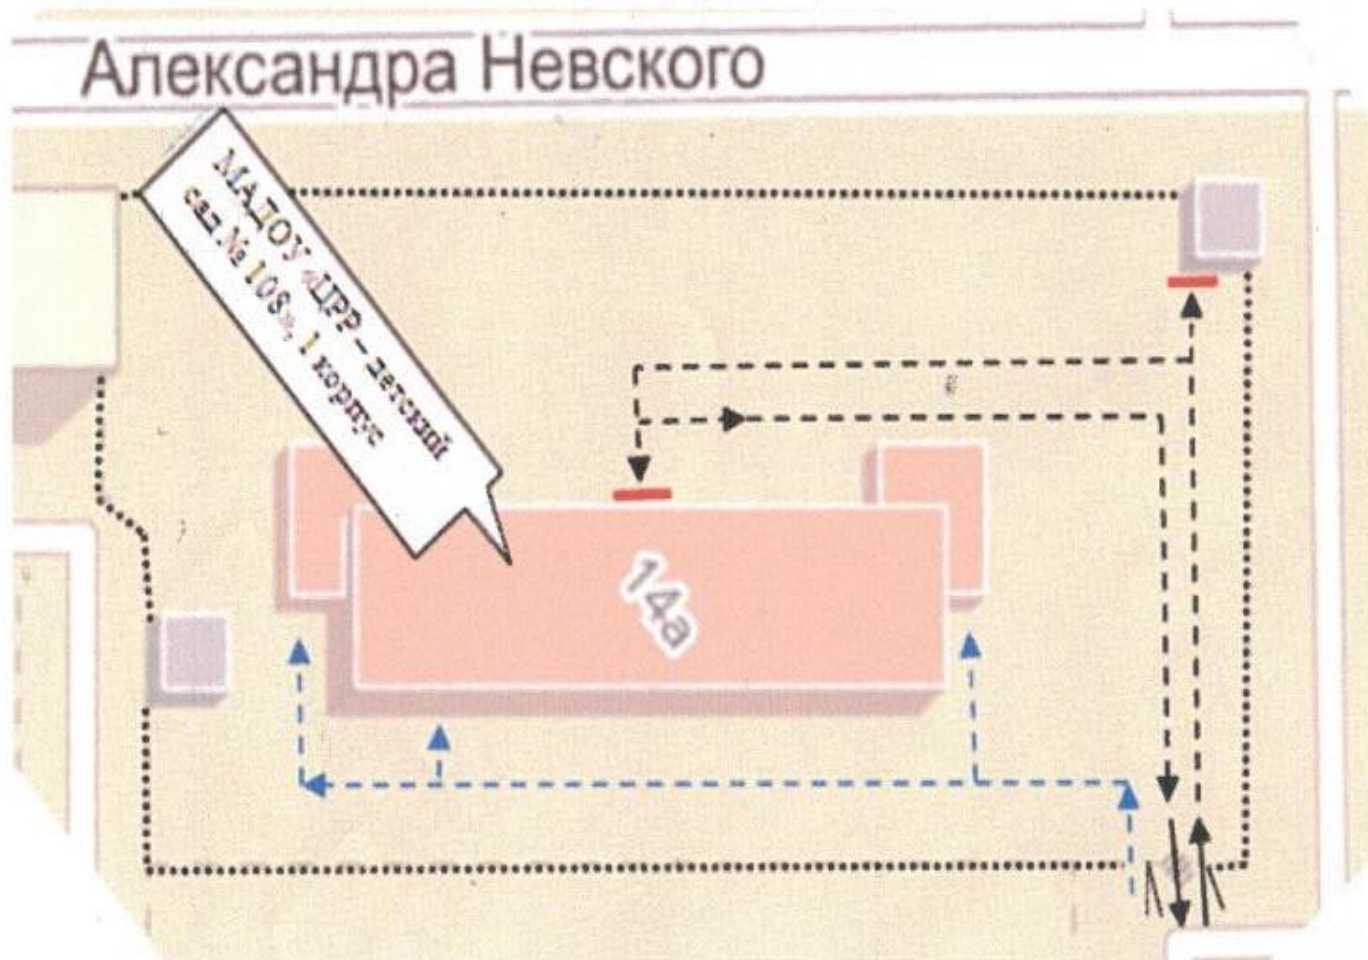 Александра Невского
МАДОУ «ЦРР – детский
сад № 108», 1 корпус
14а